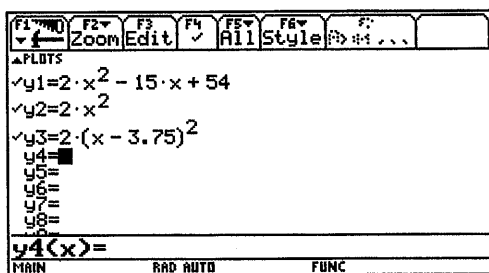 F1 F2 Zoom F3 Edit F4 ✓ F5 All F6 Style F7 ...
PLOTS
✓y1=2·x² – 15·x + 54
✓y2=2·x²
✓y3=2·(x – 3.75)²
y4=
y5=
y6=
y7=
y8=
y4(x)=
MAIN RAD AUTO FUNC